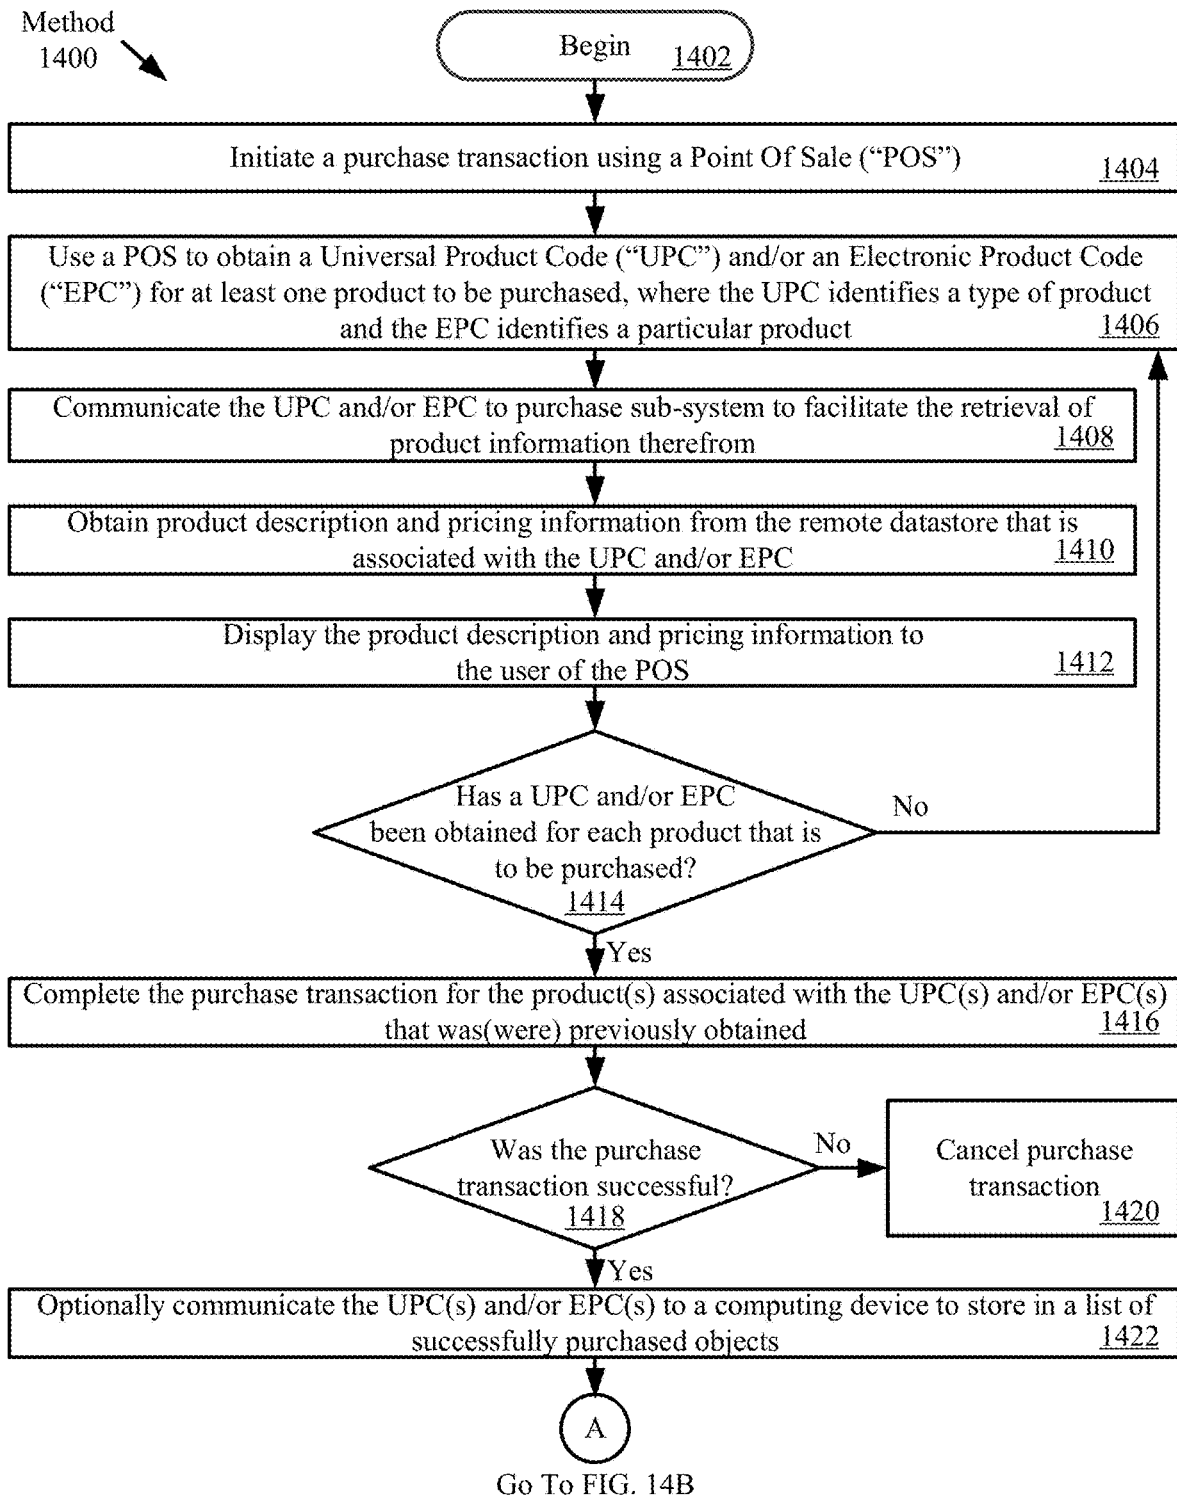 Method
1400
Begin
1402
Initiate a purchase transaction using a Point Of Sale (“POS”)
1404
Use a POS to obtain a Universal Product Code (“UPC”) and/or an Electronic Product Code
(“EPC”) for at least one product to be purchased, where the UPC identifies a type of product
and the EPC identifies a particular product
1406
Communicate the UPC and/or EPC to purchase sub-system to facilitate the retrieval of
product information therefrom
1408
Obtain product description and pricing information from the remote datastore that is
associated with the UPC and/or EPC
1410
Display the product description and pricing information to
the user of the POS
1412
Has a UPC and/or EPC
been obtained for each product that is
to be purchased?
1414
No
Yes
Complete the purchase transaction for the product(s) associated with the UPC(s) and/or EPC(s)
that was(were) previously obtained
1416
Was the purchase
transaction successful?
1418
No
Cancel purchase
transaction
1420
Yes
Optionally communicate the UPC(s) and/or EPC(s) to a computing device to store in a list of
successfully purchased objects
1422
A
Go To FIG. 14B